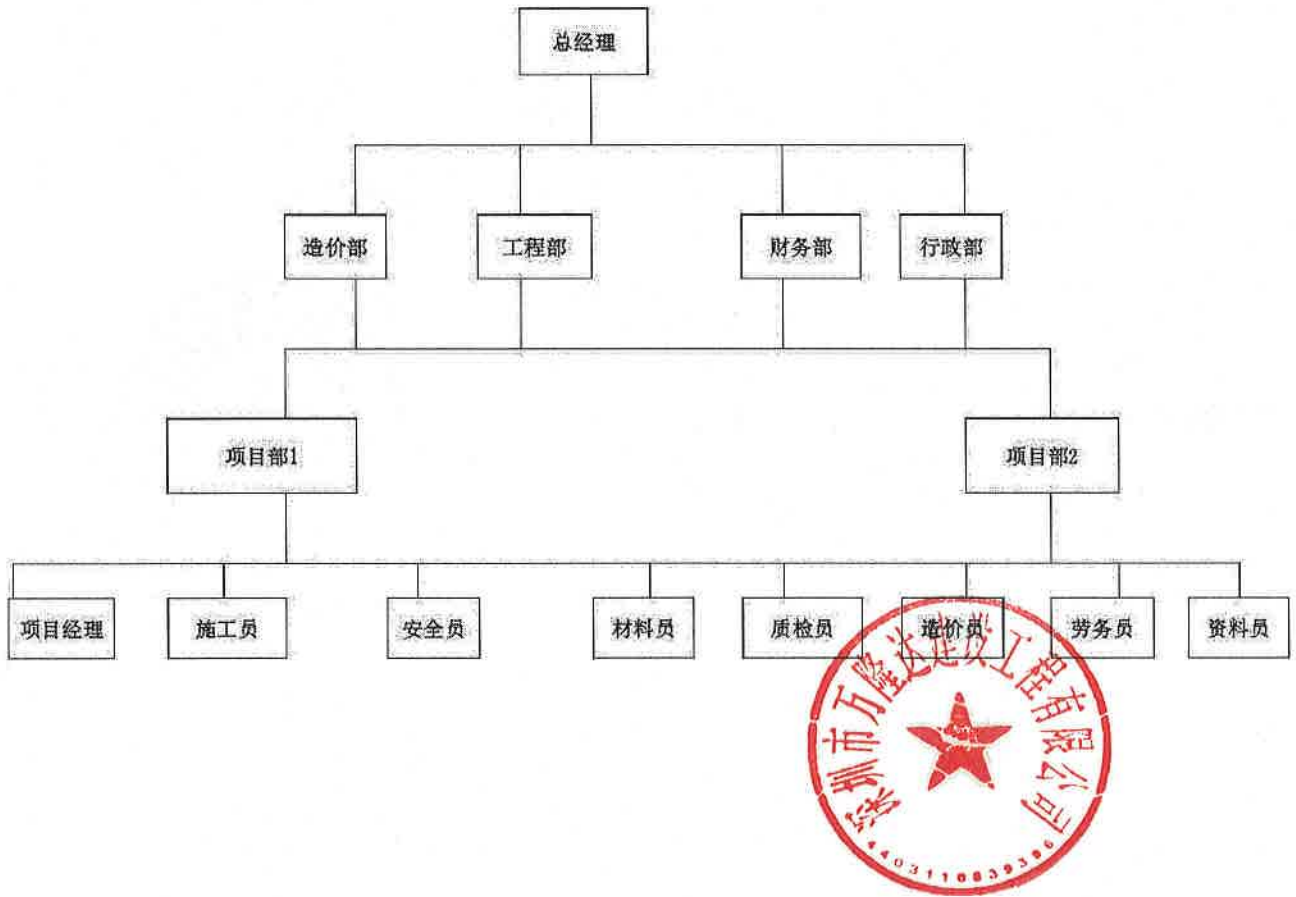 总经理
造价部 工程部 财务部 行政部
项目部1 项目部2
项目经理 施工员 安全员 材料员 质检员 造价员 劳务员 资料员
深圳市万隆达建设工程有限公司
4403110839396